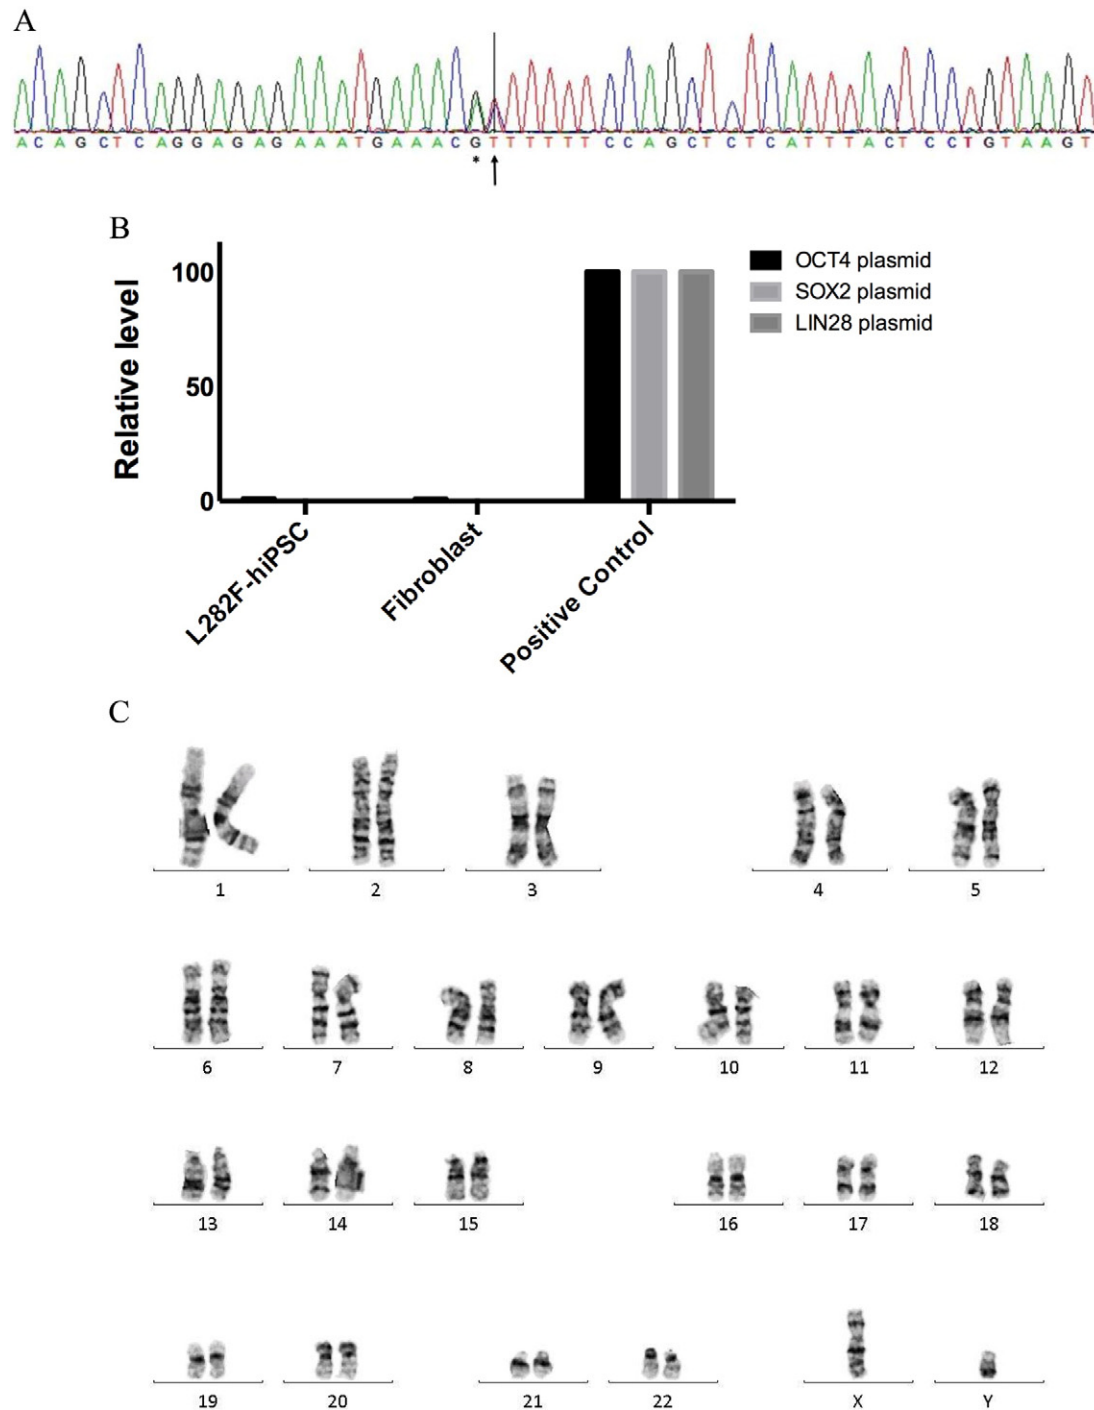 A
ACAGCTCAGGAGAGAAATGAAACGTTTTTTCCAGCTCTCATTTACTCCTGTAAGT
*
B
Relative level
100
50
0
L282F-hiPSC
Fibroblast
Positive Control
OCT4 plasmid
SOX2 plasmid
LIN28 plasmid
C
1 2 3 4 5
6 7 8 9 10 11 12
13 14 15 16 17 18
19 20 21 22 X Y